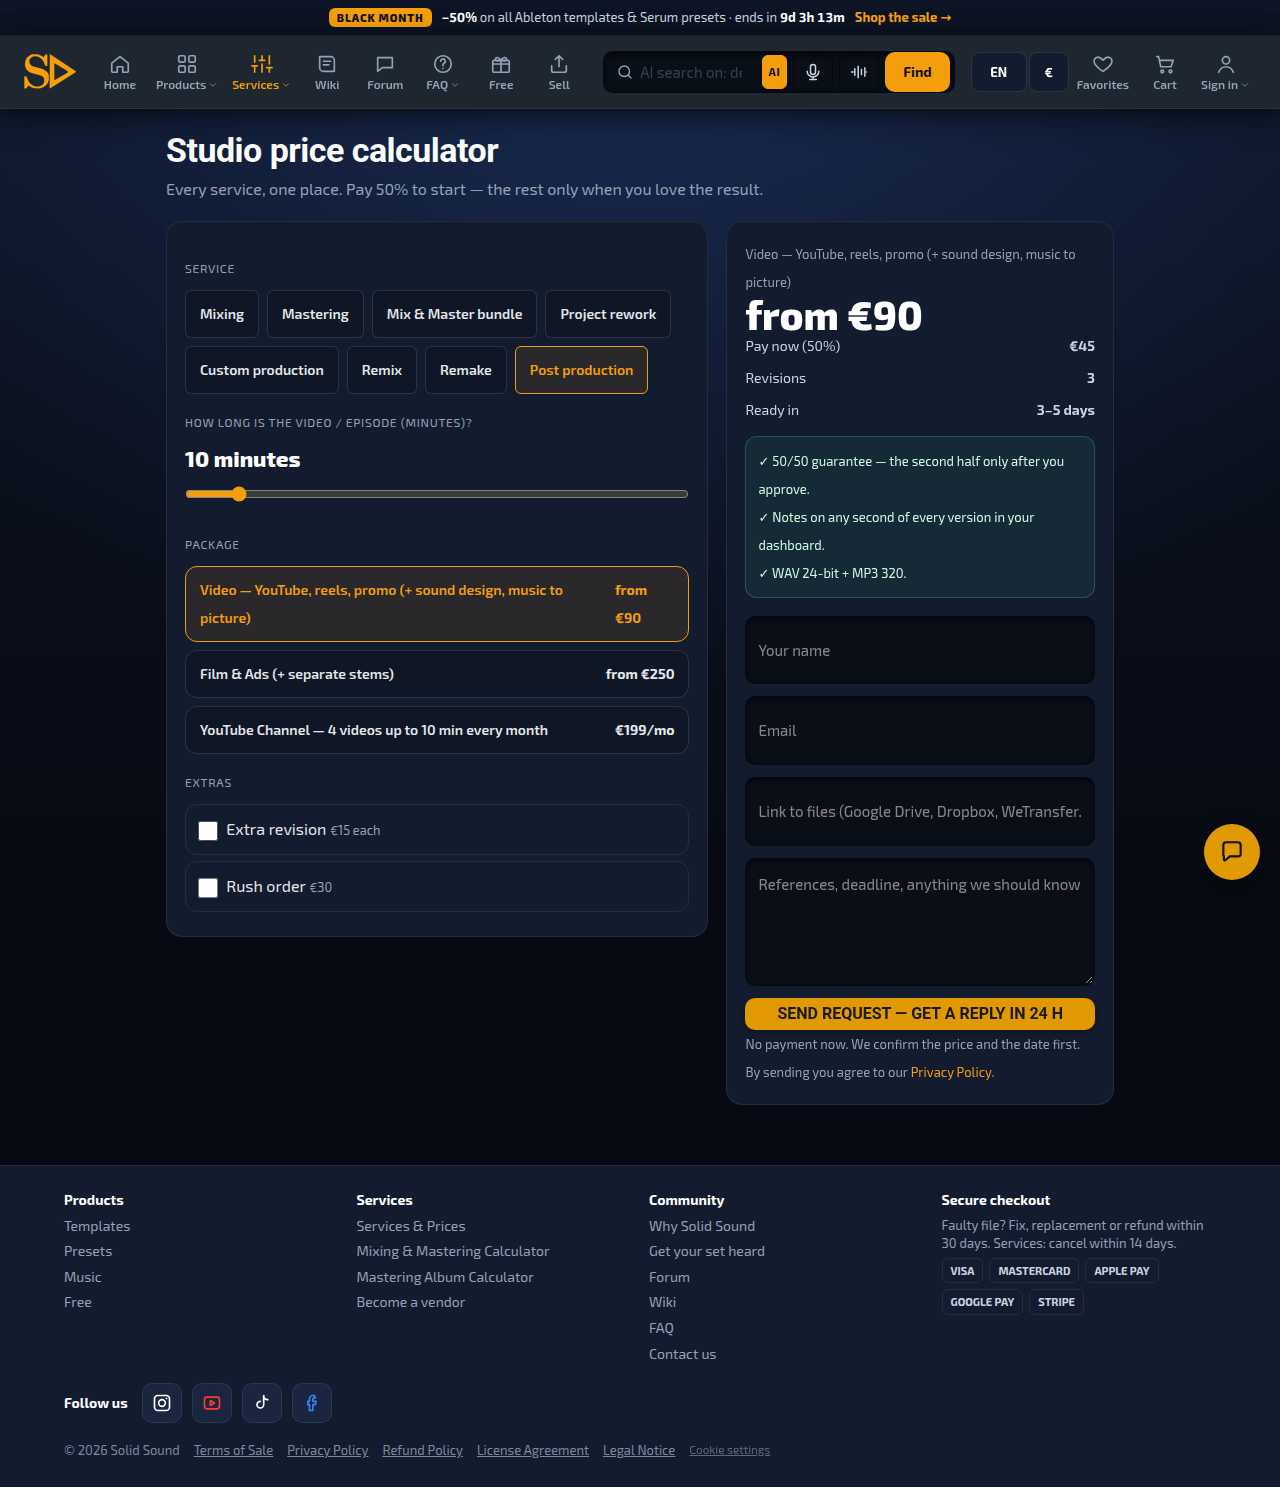 BLACK MONTH −50% on all Ableton templates & Serum presets · ends in 9d 3h 13m Shop the sale →
Home Products Services Wiki Forum FAQ Free Sell AI search on: dr AI Find EN € Favorites Cart Sign in
Studio price calculator
Every service, one place. Pay 50% to start — the rest only when you love the result.
SERVICE
Mixing Mastering Mix & Master bundle Project rework
Custom production Remix Remake Post production
HOW LONG IS THE VIDEO / EPISODE (MINUTES)?
10 minutes
PACKAGE
Video — YouTube, reels, promo (+ sound design, music to picture) from €90
Film & Ads (+ separate stems) from €250
YouTube Channel — 4 videos up to 10 min every month €199/mo
EXTRAS
Extra revision €15 each
Rush order €30
Video — YouTube, reels, promo (+ sound design, music to
picture)
from €90
Pay now (50%) €45
Revisions 3
Ready in 3–5 days
✓ 50/50 guarantee — the second half only after you
approve.
✓ Notes on any second of every version in your
dashboard.
✓ WAV 24-bit + MP3 320.
Your name
Email
Link to files (Google Drive, Dropbox, WeTransfer.
References, deadline, anything we should know
SEND REQUEST — GET A REPLY IN 24 H
No payment now. We confirm the price and the date first.
By sending you agree to our Privacy Policy.
Products
Templates
Presets
Music
Free
Services
Services & Prices
Mixing & Mastering Calculator
Mastering Album Calculator
Become a vendor
Community
Why Solid Sound
Get your set heard
Forum
Wiki
FAQ
Contact us
Secure checkout
Faulty file? Fix, replacement or refund within
30 days. Services: cancel within 14 days.
VISA MASTERCARD APPLE PAY
GOOGLE PAY STRIPE
Follow us
© 2026 Solid Sound Terms of Sale Privacy Policy Refund Policy License Agreement Legal Notice Cookie settings